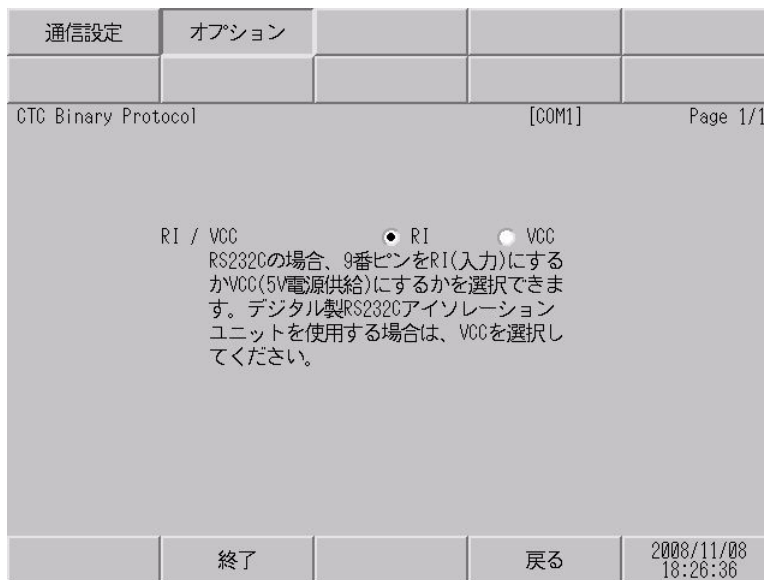 通信設定 オプション
CTC Binary Protocol [COM1] Page 1/1
RI / VCC RI VCC
RS232Cの場合、9番ピンをRI(入力)にする
かVCC(5V電源供給)にするかを選択できま
す。デジタル製RS232Cアイソレーション
ユニットを使用する場合は、VCCを選択し
てください。
終了 戻る 2008/11/08
18:26:36